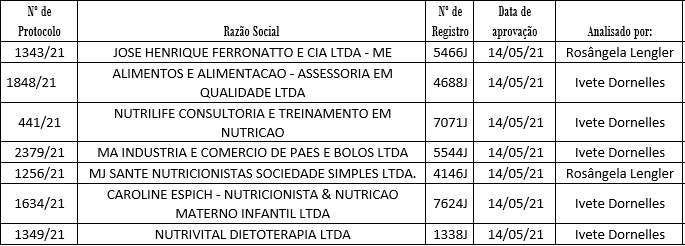 Nº de Protocolo Razão Social Nº de Registro Data de aprovação Analisado por:
1343/21 JOSE HENRIQUE FERRONATTO E CIA LTDA - ME 5466J 14/05/21 Rosângela Lengler
1848/21 ALIMENTOS E ALIMENTACAO - ASSESSORIA EM QUALIDADE LTDA 4688J 14/05/21 Ivete Dornelles
441/21 NUTRILIFE CONSULTORIA E TREINAMENTO EM NUTRICAO 7071J 14/05/21 Ivete Dornelles
2379/21 MA INDUSTRIA E COMERCIO DE PAES E BOLOS LTDA 5544J 14/05/21 Ivete Dornelles
1256/21 MJ SANTE NUTRICIONISTAS SOCIEDADE SIMPLES LTDA. 4146J 14/05/21 Rosângela Lengler
1634/21 CAROLINE ESPICH - NUTRICIONISTA & NUTRICAO MATERNO INFANTIL LTDA 7624J 14/05/21 Ivete Dornelles
1349/21 NUTRIVITAL DIETOTERAPIA LTDA 1338J 14/05/21 Ivete Dornelles